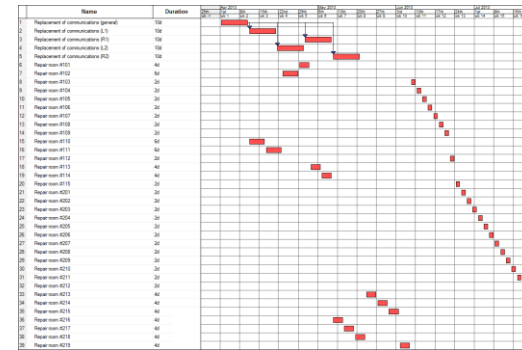 Name Duration Apr 2013 May 2013 Jun 2013 Jul 2013
1 Replacement of communications (general) 10d
2 Replacement of communications (L1) 10d
3 Replacement of communications (R1) 10d
4 Replacement of communications (L2) 10d
5 Replacement of communications (R2) 10d
6 Repair room #101 4d
7 Repair room #102 6d
8 Repair room #103 2d
9 Repair room #104 2d
10 Repair room #105 2d
11 Repair room #106 2d
12 Repair room #107 2d
13 Repair room #108 2d
14 Repair room #109 2d
15 Repair room #110 6d
16 Repair room #111 6d
17 Repair room #112 2d
18 Repair room #113 4d
19 Repair room #114 4d
20 Repair room #115 2d
21 Repair room #201 2d
22 Repair room #202 2d
23 Repair room #203 2d
24 Repair room #204 2d
25 Repair room #205 2d
26 Repair room #206 2d
27 Repair room #207 2d
28 Repair room #208 2d
29 Repair room #209 2d
30 Repair room #210 2d
31 Repair room #211 2d
32 Repair room #212 2d
33 Repair room #213 4d
34 Repair room #214 4d
35 Repair room #215 4d
36 Repair room #216 4d
37 Repair room #217 4d
38 Repair room #218 4d
39 Repair room #219 4d